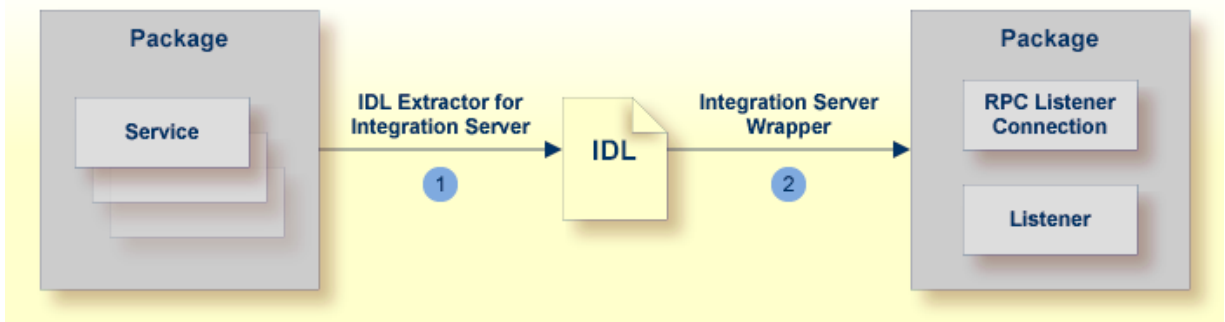 Package
Service
IDL Extractor for
Integration Server
1
IDL
Integration Server
Wrapper
2
Package
RPC Listener
Connection
Listener